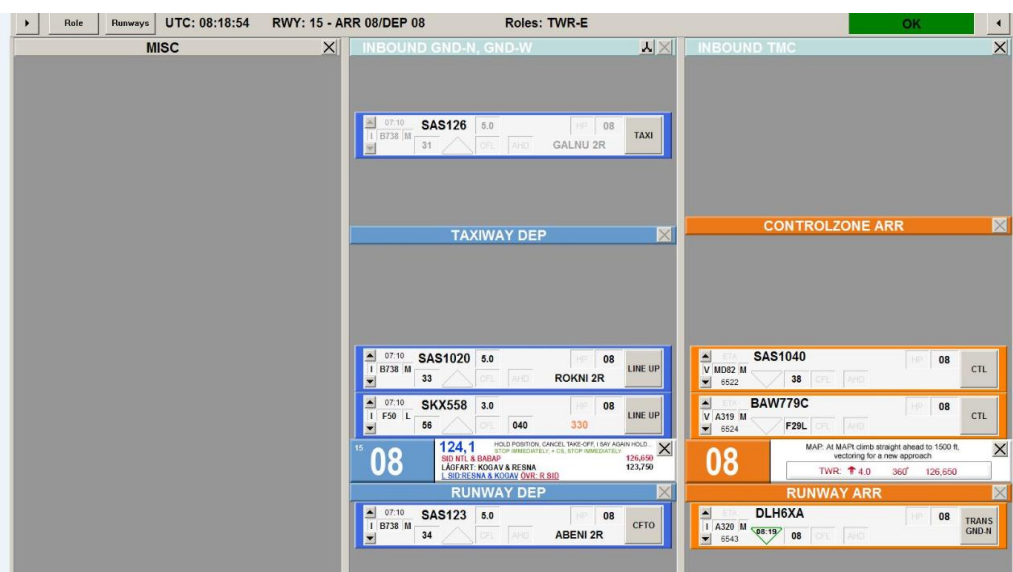 Role Runways UTC: 08:18:54 RWY: 15 - ARR 08/DEP 08 Roles: TWR-E OK
MISC
INBOUND GND-N, GND-W
07:10 SAS126 5.0 HP 08 TAXI
I B738 M
31 CFL AHD GALNU 2R
TAXIWAY DEP
07:10 SAS1020 5.0 HP 08 LINE UP
I B738 M
33 CFL AHD ROKNI 2R
07:10 SKX558 3.0 HP 08 LINE UP
I F50 L
56 CFL 040 330
15 08
124,1 HOLD POSITION, CANCEL TAKE-OFF, I SAY AGAIN HOLD...
STOP IMMEDIATELY, + CS, STOP IMMEDIATELY
SID NTL & BABAP 126,650
LÅGFART: KOGAV & RESNA 123,750
L SID:RESNA & KOGAV ÖVR: R SID
RUNWAY DEP
07:10 SAS123 5.0 HP 08 CFTO
I B738 M
34 CFL AHD ABENI 2R
INBOUND TMC
CONTROLZONE ARR
ETA SAS1040 HP 08 CTL
V MD82 M
6522 38 CFL AHD
ETA BAW779C HP 08 CTL
V A319 M
6524 F29L CFL AHD
08
MAP: At MAPt climb straight ahead to 1500 ft,
vectoring for a new approach
TWR: ↑ 4.0 360° 126,650
RUNWAY ARR
ETA DLH6XA HP 08 TRANS
GND-N
I A320 M
6543 08:19 08 CFL AHD